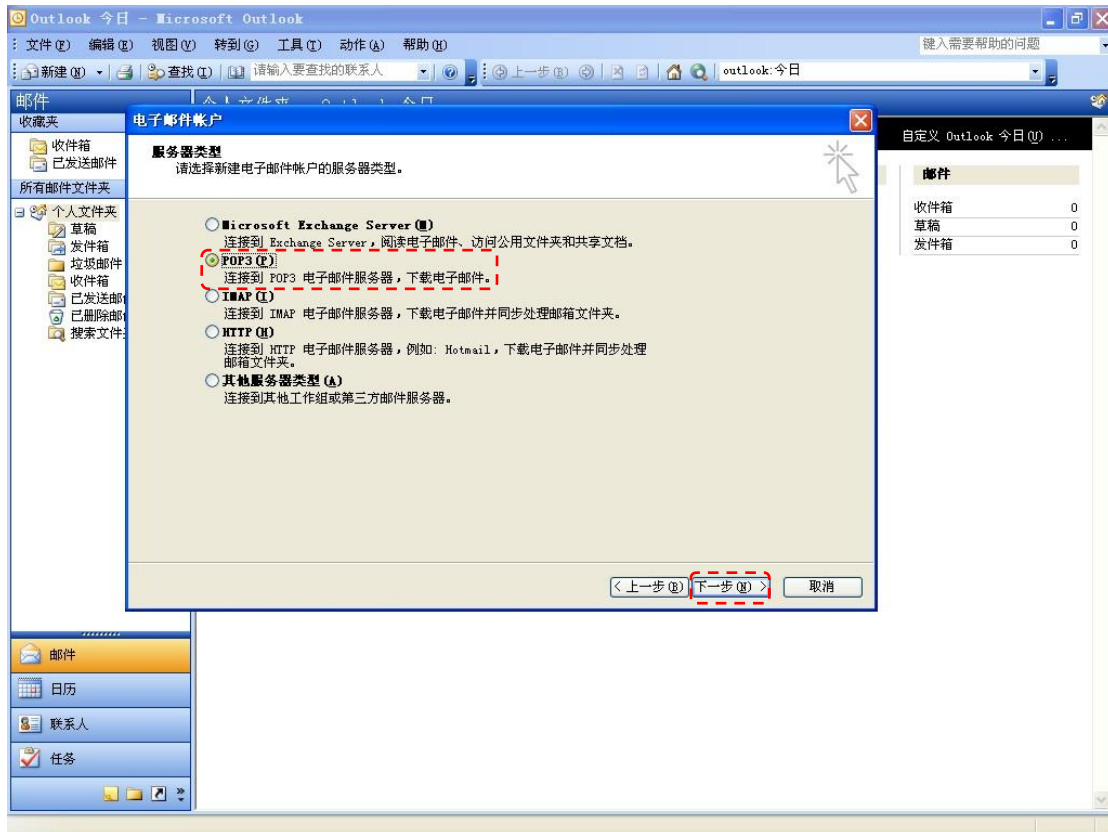 Outlook 今日 - Microsoft Outlook
文件(F) 编辑(E) 视图(V) 转到(G) 工具(T) 动作(A) 帮助(H) 键入需要帮助的问题
新建(N) 查找(I) 请输入要查找的联系人 上一步(B) outlook:今日
邮件
收藏夹
收件箱
已发送邮件
所有邮件文件夹
个人文件夹
草稿
发件箱
垃圾邮件
收件箱
已发送邮
已删除邮
搜索文件
电子邮件帐户
服务器类型
请选择新建电子邮件帐户的服务器类型。
Microsoft Exchange Server(M)
连接到 Exchange Server，阅读电子邮件、访问公用文件夹和共享文档。
POP3(P)
连接到 POP3 电子邮件服务器，下载电子邮件。
IMAP(I)
连接到 IMAP 电子邮件服务器，下载电子邮件并同步处理邮箱文件夹。
HTTP(H)
连接到 HTTP 电子邮件服务器，例如: Hotmail，下载电子邮件并同步处理
邮箱文件夹。
其他服务器类型(A)
连接到其他工作组或第三方邮件服务器。
< 上一步(B) 下一步(N) > 取消
自定义 Outlook 今日(U) ...
邮件
收件箱 0
草稿 0
发件箱 0
邮件
日历
联系人
任务